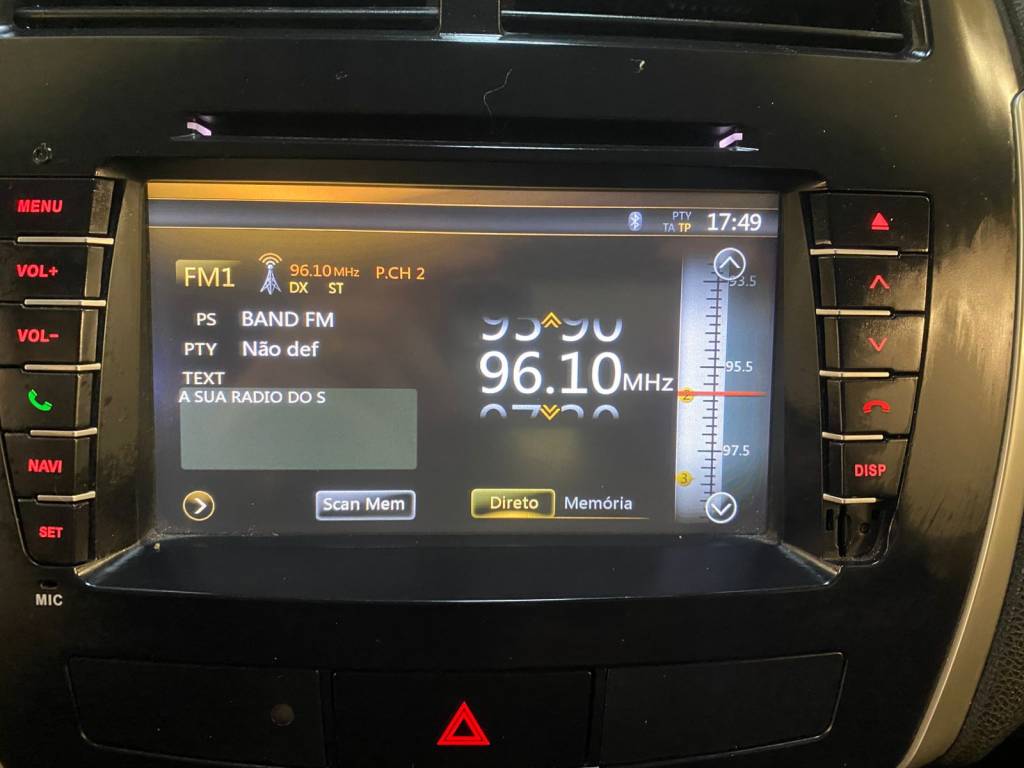 MENU
VOL+
VOL-
NAVI
SET
MIC
PTY
TA TP
17:49
FM1
96.10 MHz P.CH 2
DX ST
PS BAND FM
PTY Não def
TEXT
A SUA RADIO DO S
96.10 MHz
93.5
95.5
2
97.5
3
Scan Mem
Direto
Memória
DISP